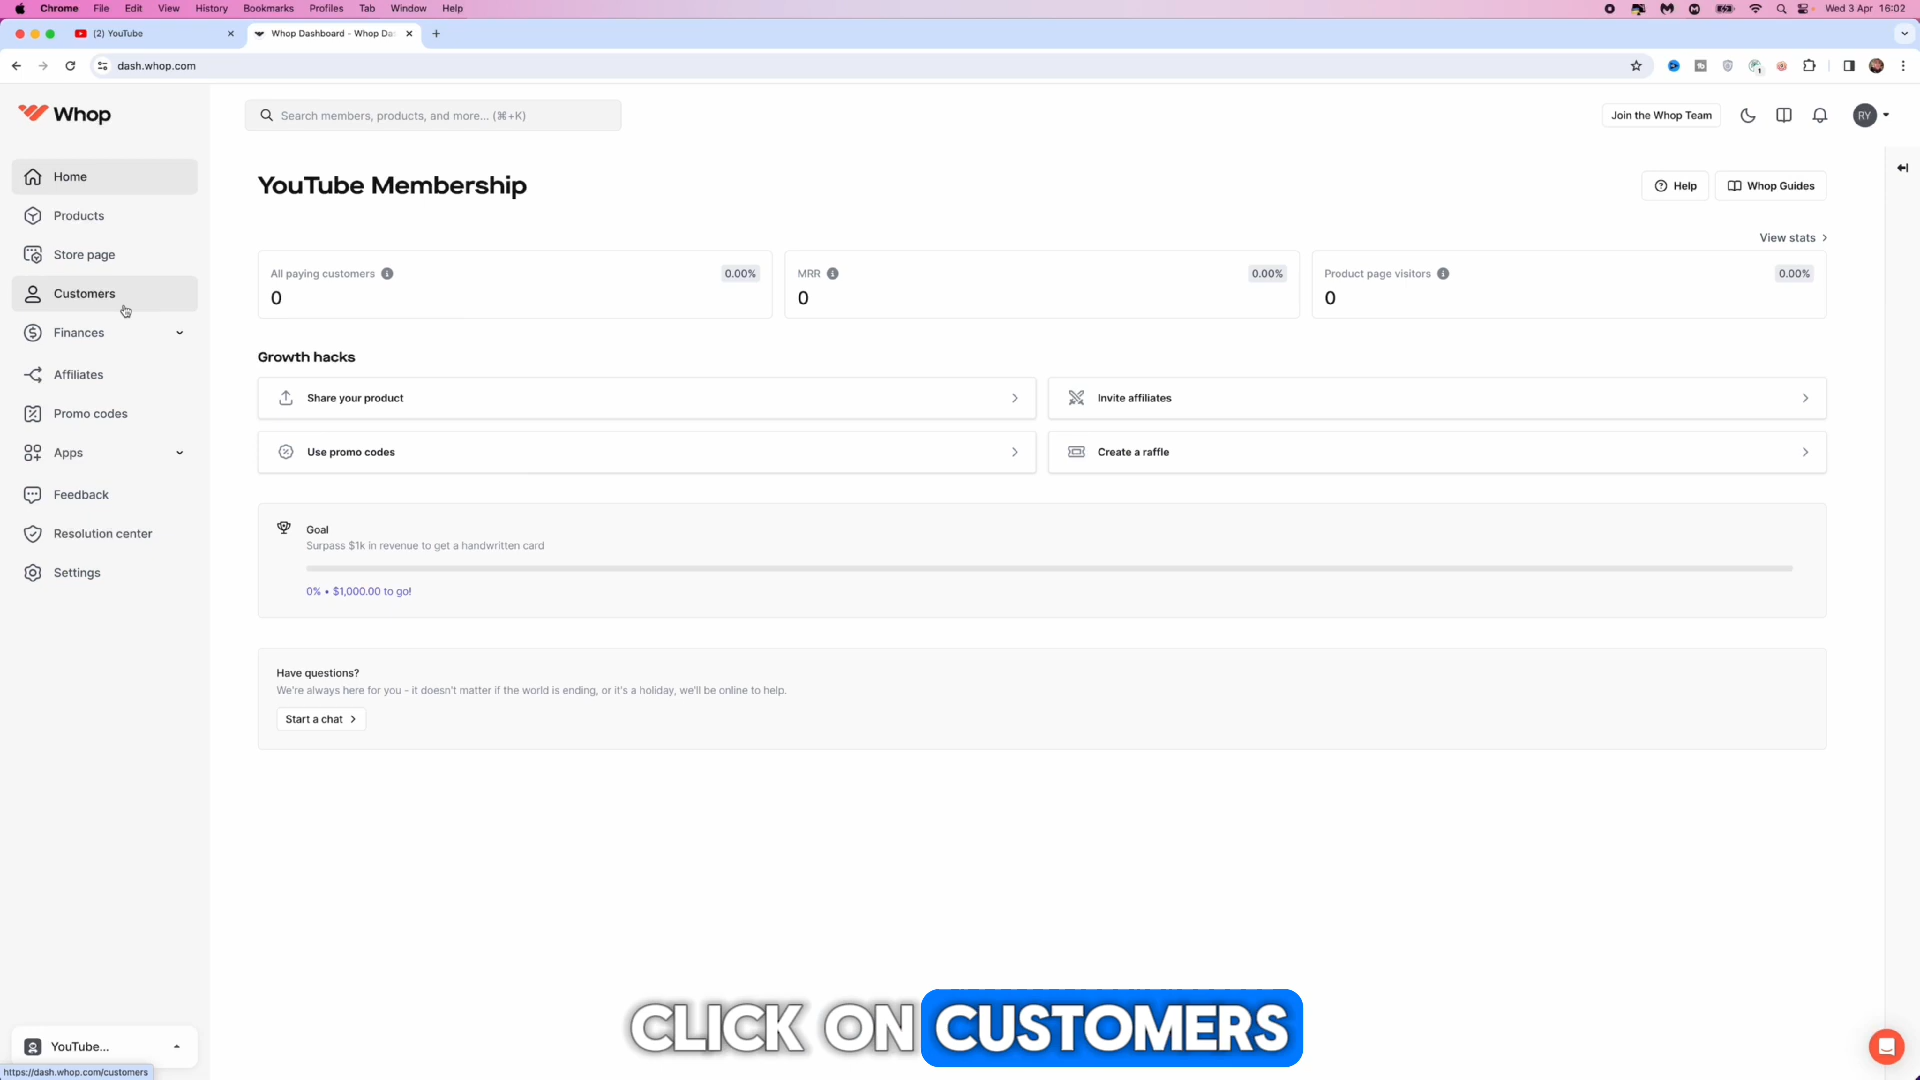 Chrome File Edit View History Bookmarks Profiles Tab Window Help
Wed 3 Apr 16:02
(2) YouTube
Whop Dashboard - Whop Da
dash.whop.com
Whop
Search members, products, and more... (⌘+K)
Join the Whop Team
RY
Home
Products
Store page
Customers
Finances
Affiliates
Promo codes
Apps
Feedback
Resolution center
Settings
YouTube Membership
Help
Whop Guides
View stats
All paying customers
0.00%
0
MRR
0.00%
0
Product page visitors
0.00%
0
Growth hacks
Share your product
Invite affiliates
Use promo codes
Create a raffle
Goal
Surpass $1k in revenue to get a handwritten card
0% • $1,000.00 to go!
Have questions?
We're always here for you - it doesn't matter if the world is ending, or it's a holiday, we'll be online to help.
Start a chat
CLICK ON CUSTOMERS
YouTube...
https://dash.whop.com/customers